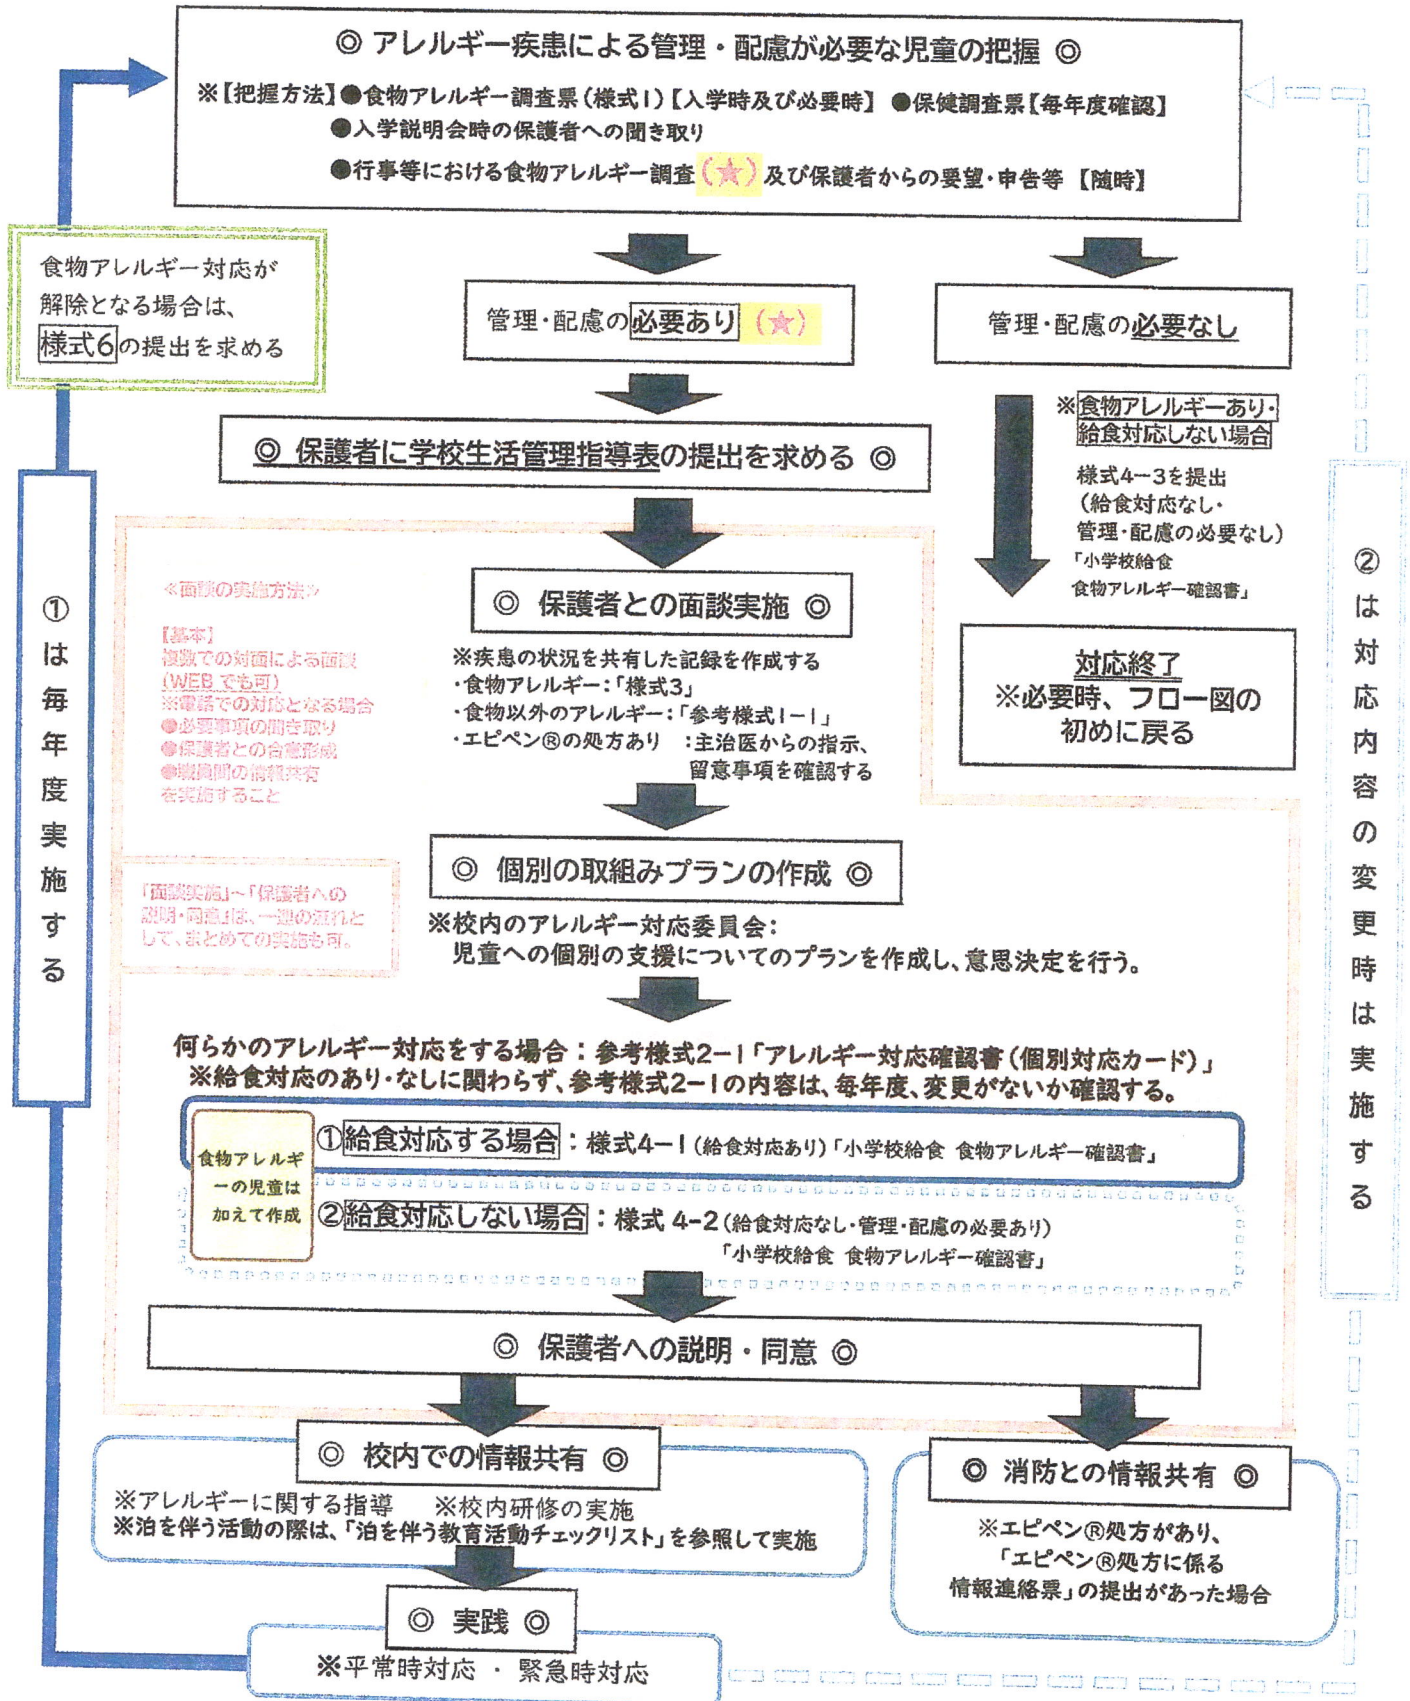 ◎ アレルギー疾患による管理・配慮が必要な児童の把握 ◎
※【把握方法】●食物アレルギー調査票(様式1)【入学時及び必要時】 ●保健調査票【毎年度確認】
●入学説明会時の保護者への聞き取り
●行事等における食物アレルギー調査(★)及び保護者からの要望・申告等 【随時】
食物アレルギー対応が
解除となる場合は、
様式6の提出を求める
管理・配慮の必要あり (★)
管理・配慮の必要なし
◎ 保護者に学校生活管理指導表の提出を求める ◎
※食物アレルギーあり・
給食対応しない場合
様式4-3を提出
(給食対応なし・
管理・配慮の必要なし)
「小学校給食
食物アレルギー確認書」
対応終了
※必要時、フロー図の
初めに戻る
①は毎年度実施する
②は対応内容の変更時は実施する
≪面談の実施方法≫
【基本】
複数での対面による面談
(WEB でも可)
※電話での対応となる場合
●必要事項の聞き取り
●保護者との合意形成
●職員間の情報共有
を実施すること
◎ 保護者との面談実施 ◎
※疾患の状況を共有した記録を作成する
・食物アレルギー:「様式3」
・食物以外のアレルギー:「参考様式1-1」
・エピペン®の処方あり :主治医からの指示、
留意事項を確認する
◎ 個別の取組みプランの作成 ◎
「面談実施」~「保護者への
説明・同意」は、一連の流れと
して、まとめての実施も可。
※校内のアレルギー対応委員会:
児童への個別の支援についてのプランを作成し、意思決定を行う。
何らかのアレルギー対応をする場合:参考様式2-1「アレルギー対応確認書(個別対応カード)」
※給食対応のあり・なしに関わらず、参考様式2-1の内容は、毎年度、変更がないか確認する。
食物アレルギ
ーの児童は
加えて作成
①給食対応する場合:様式4-1(給食対応あり)「小学校給食 食物アレルギー確認書」
②給食対応しない場合:様式 4-2(給食対応なし・管理・配慮の必要あり)
「小学校給食 食物アレルギー確認書」
◎ 保護者への説明・同意 ◎
◎ 校内での情報共有 ◎
※アレルギーに関する指導 ※校内研修の実施
※泊を伴う活動の際は、「泊を伴う教育活動チェックリスト」を参照して実施
◎ 消防との情報共有 ◎
※エピペン®処方があり、
「エピペン®処方に係る
情報連絡票」の提出があった場合
◎ 実践 ◎
※平常時対応 ・ 緊急時対応